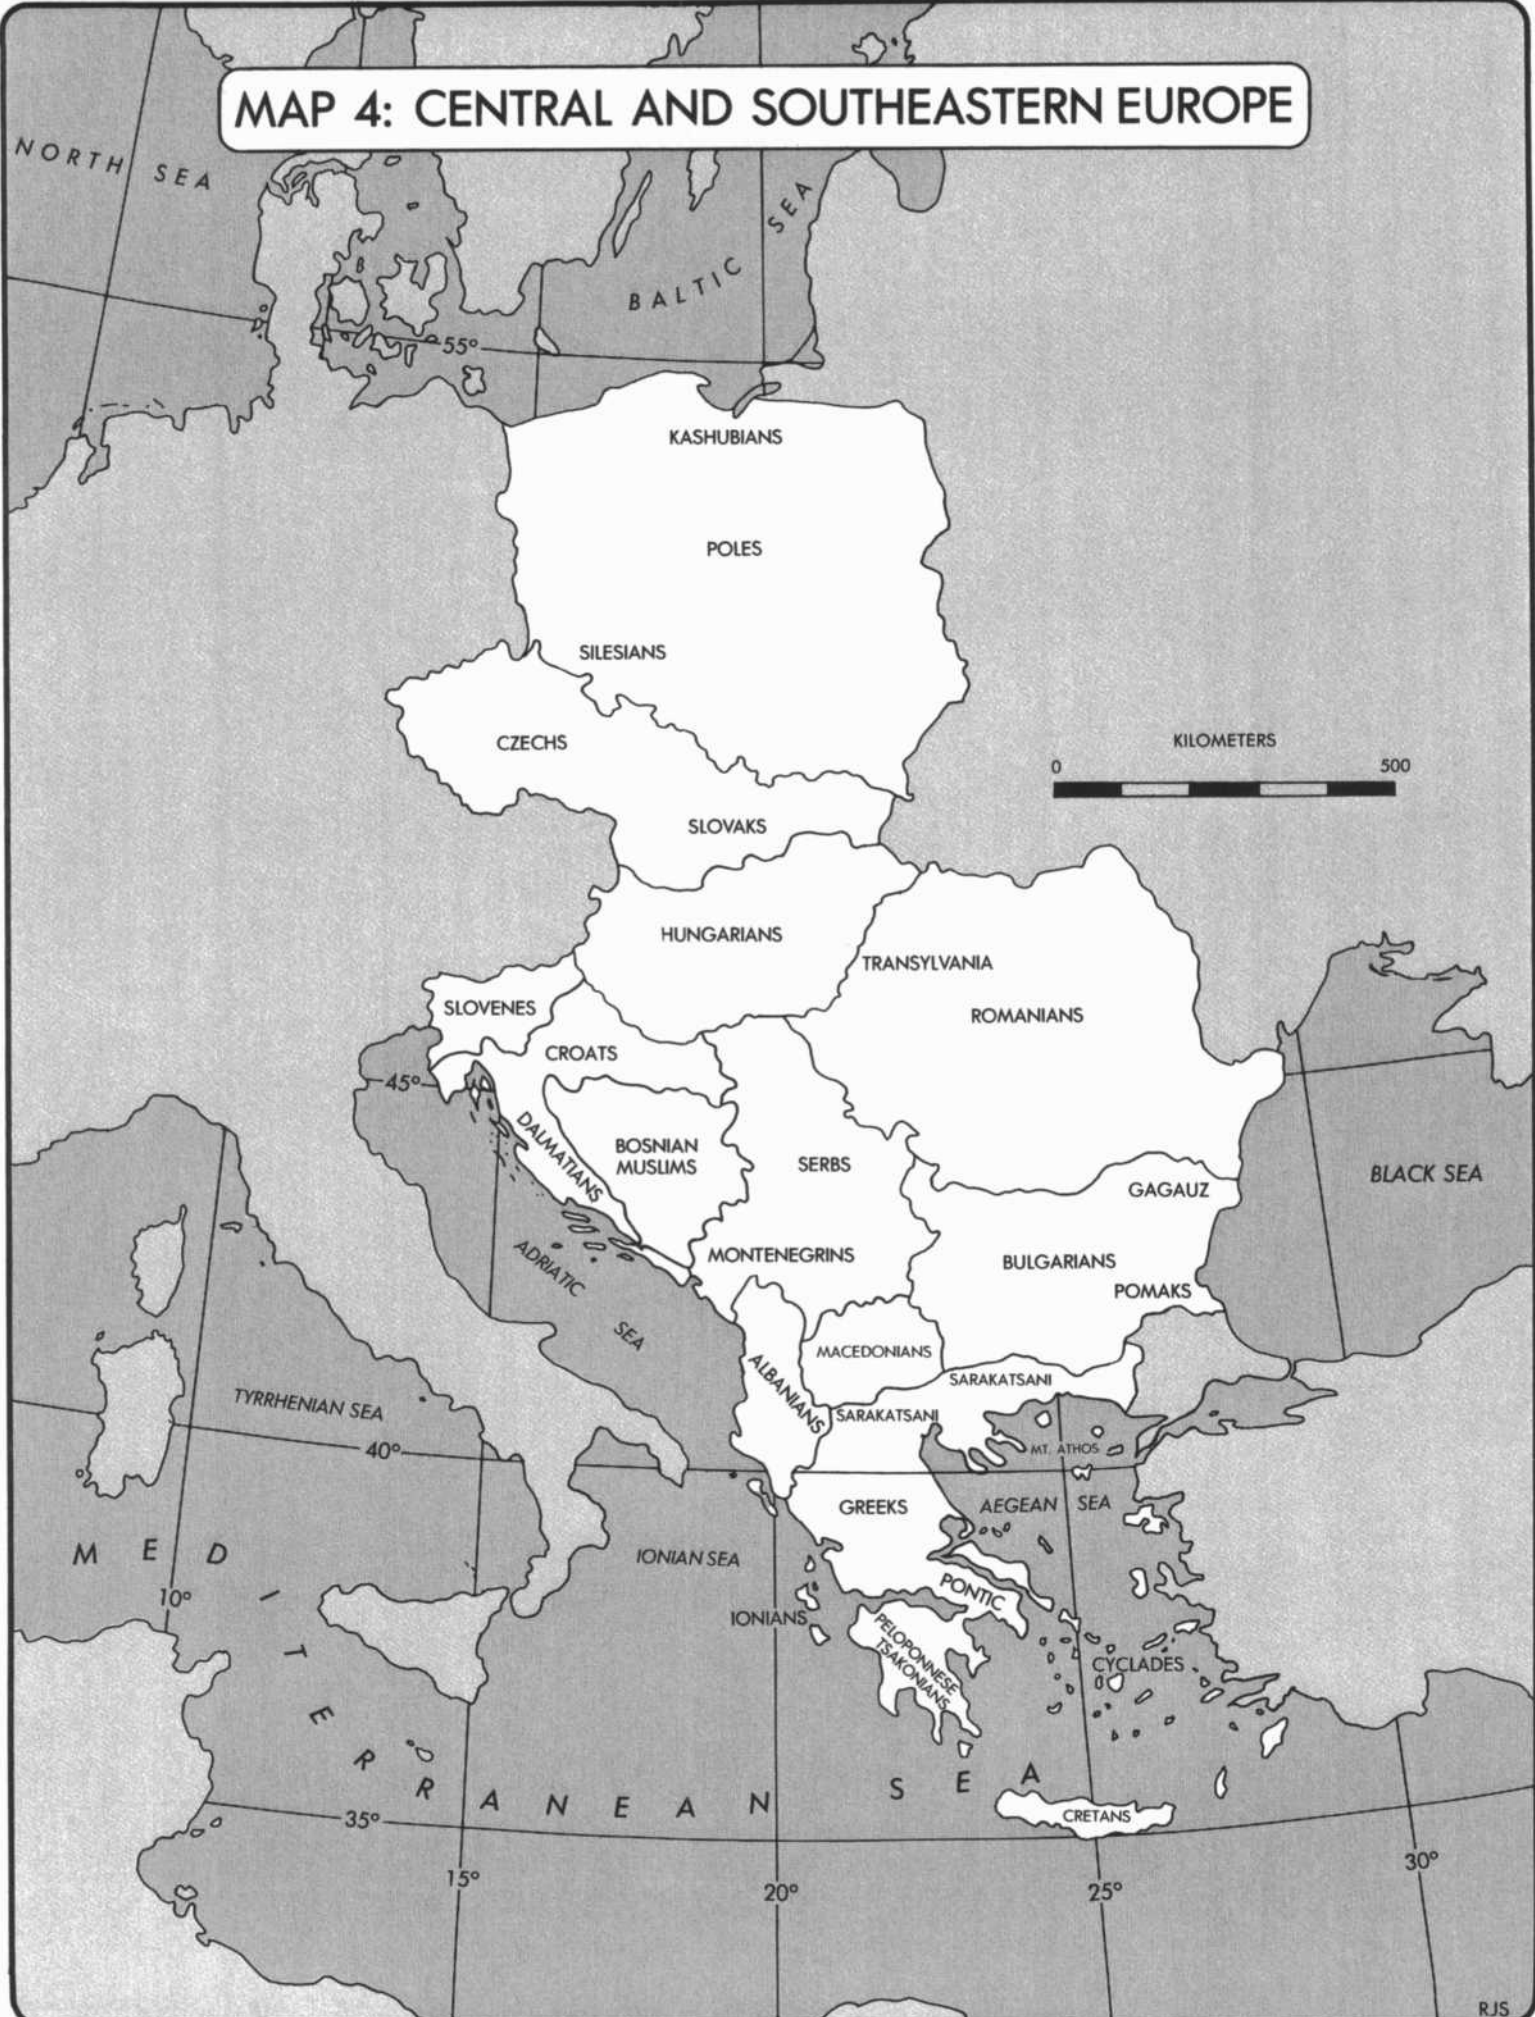 MAP 4: CENTRAL AND SOUTHEASTERN EUROPE
NORTH SEA
BALTIC SEA
55°
KASHUBIANS
POLES
SILESIANS
CZECHS
KILOMETERS
0 500
SLOVAKS
HUNGARIANS
TRANSYLVANIA
ROMANIANS
SLOVENES
CROATS
45°
DALMATIANS
BOSNIAN
MUSLIMS
SERBS
BLACK SEA
GAGAUZ
MONTENEGRINS
BULGARIANS
POMAKS
ADRIATIC
SEA
MACEDONIANS
ALBANIANS
SARAKATSANI
TYRRHENIAN SEA
SARAKATSANI
40°
MT. ATHOS
GREEKS
AEGEAN SEA
IONIAN SEA
MEDITERRANEAN SEA
10°
PONTIC
IONIANS
PELOPONNESE
TSAKONIANS
CYCLADES
CRETANS
35°
15°
20°
25°
30°
RJS